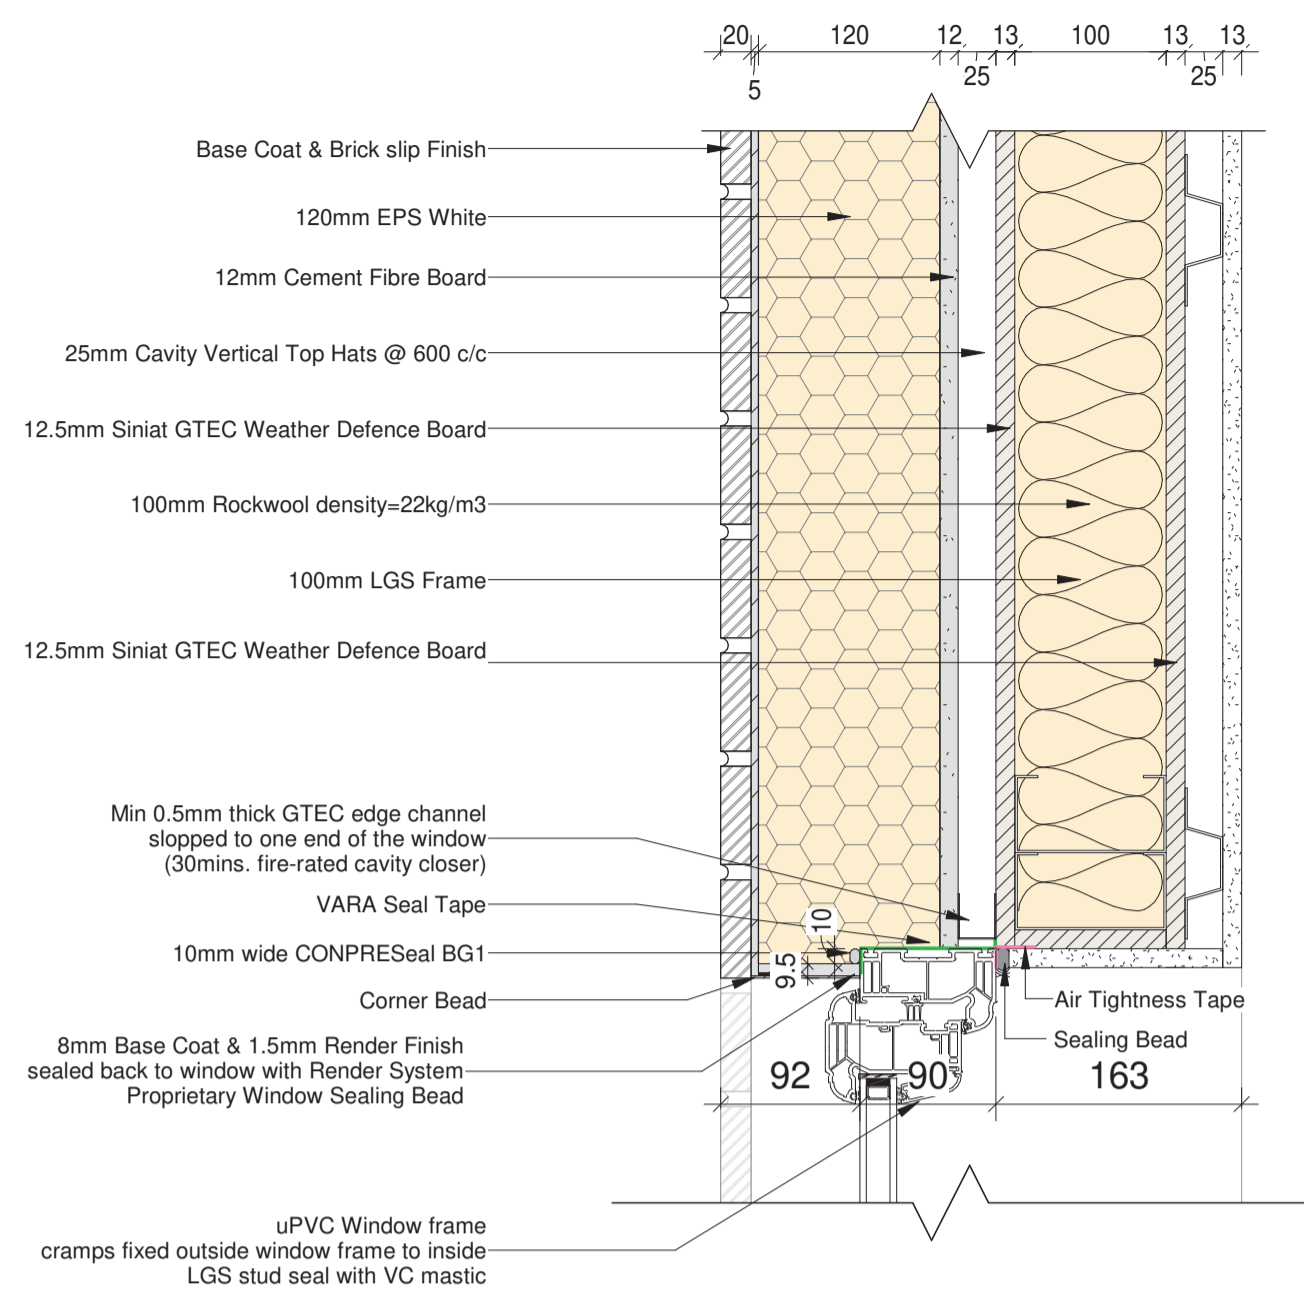 20 120 12 13 100 13 13
5 25 25
Base Coat & Brick slip Finish
120mm EPS White
12mm Cement Fibre Board
25mm Cavity Vertical Top Hats @ 600 c/c
12.5mm Siniat GTEC Weather Defence Board
100mm Rockwool density=22kg/m3
100mm LGS Frame
12.5mm Siniat GTEC Weather Defence Board
Min 0.5mm thick GTEC edge channel
slopped to one end of the window
(30mins. fire-rated cavity closer)
VARA Seal Tape
10
10mm wide CONPRESeal BG1
9.5
Corner Bead
Air Tightness Tape
Sealing Bead
8mm Base Coat & 1.5mm Render Finish
sealed back to window with Render System
Proprietary Window Sealing Bead
92 90 163
uPVC Window frame
cramps fixed outside window frame to inside
LGS stud seal with VC mastic